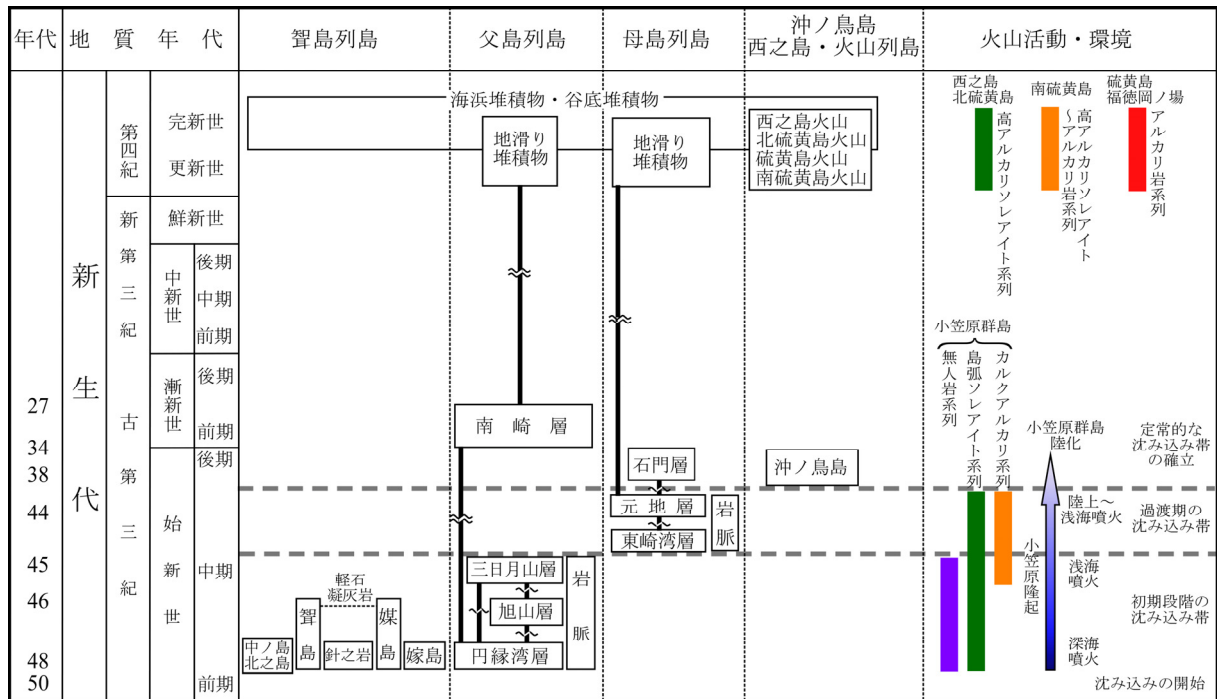 年代
地質年代
聟島列島
父島列島
母島列島
沖ノ鳥島
西之島・火山列島
火山活動・環境
27
34
38
44
45
46
48
50
新生代
第四紀
新第三紀
古第三紀
完新世
更新世
鮮新世
中新世
後期
中期
前期
漸新世
後期
前期
始新世
後期
中期
前期
海浜堆積物・谷底堆積物
地滑り
堆積物
地滑り
堆積物
西之島火山
北硫黄島火山
硫黄島火山
南硫黄島火山
南崎層
石門層
沖ノ鳥島
元地層
東崎湾層
岩脈
三日月山層
旭山層
円縁湾層
岩脈
軽石
凝灰岩
聟島
媒島
中ノ島
北之島
針之岩
嫁島
西之島
北硫黄島
高アルカリソレアイト系列
南硫黄島
高アルカリソレアイト
〜アルカリ岩系列
硫黄島
福徳岡ノ場
アルカリ岩系列
小笠原群島
無人岩系列
島弧ソレアイト系列
カルクアルカリ系列
小笠原群島
陸化
陸上〜
浅海噴火
浅海
噴火
深海
噴火
小笠原隆起
定常的な
沈み込み帯
の確立
過渡期の
沈み込み帯
初期段階の
沈み込み帯
沈み込みの開始